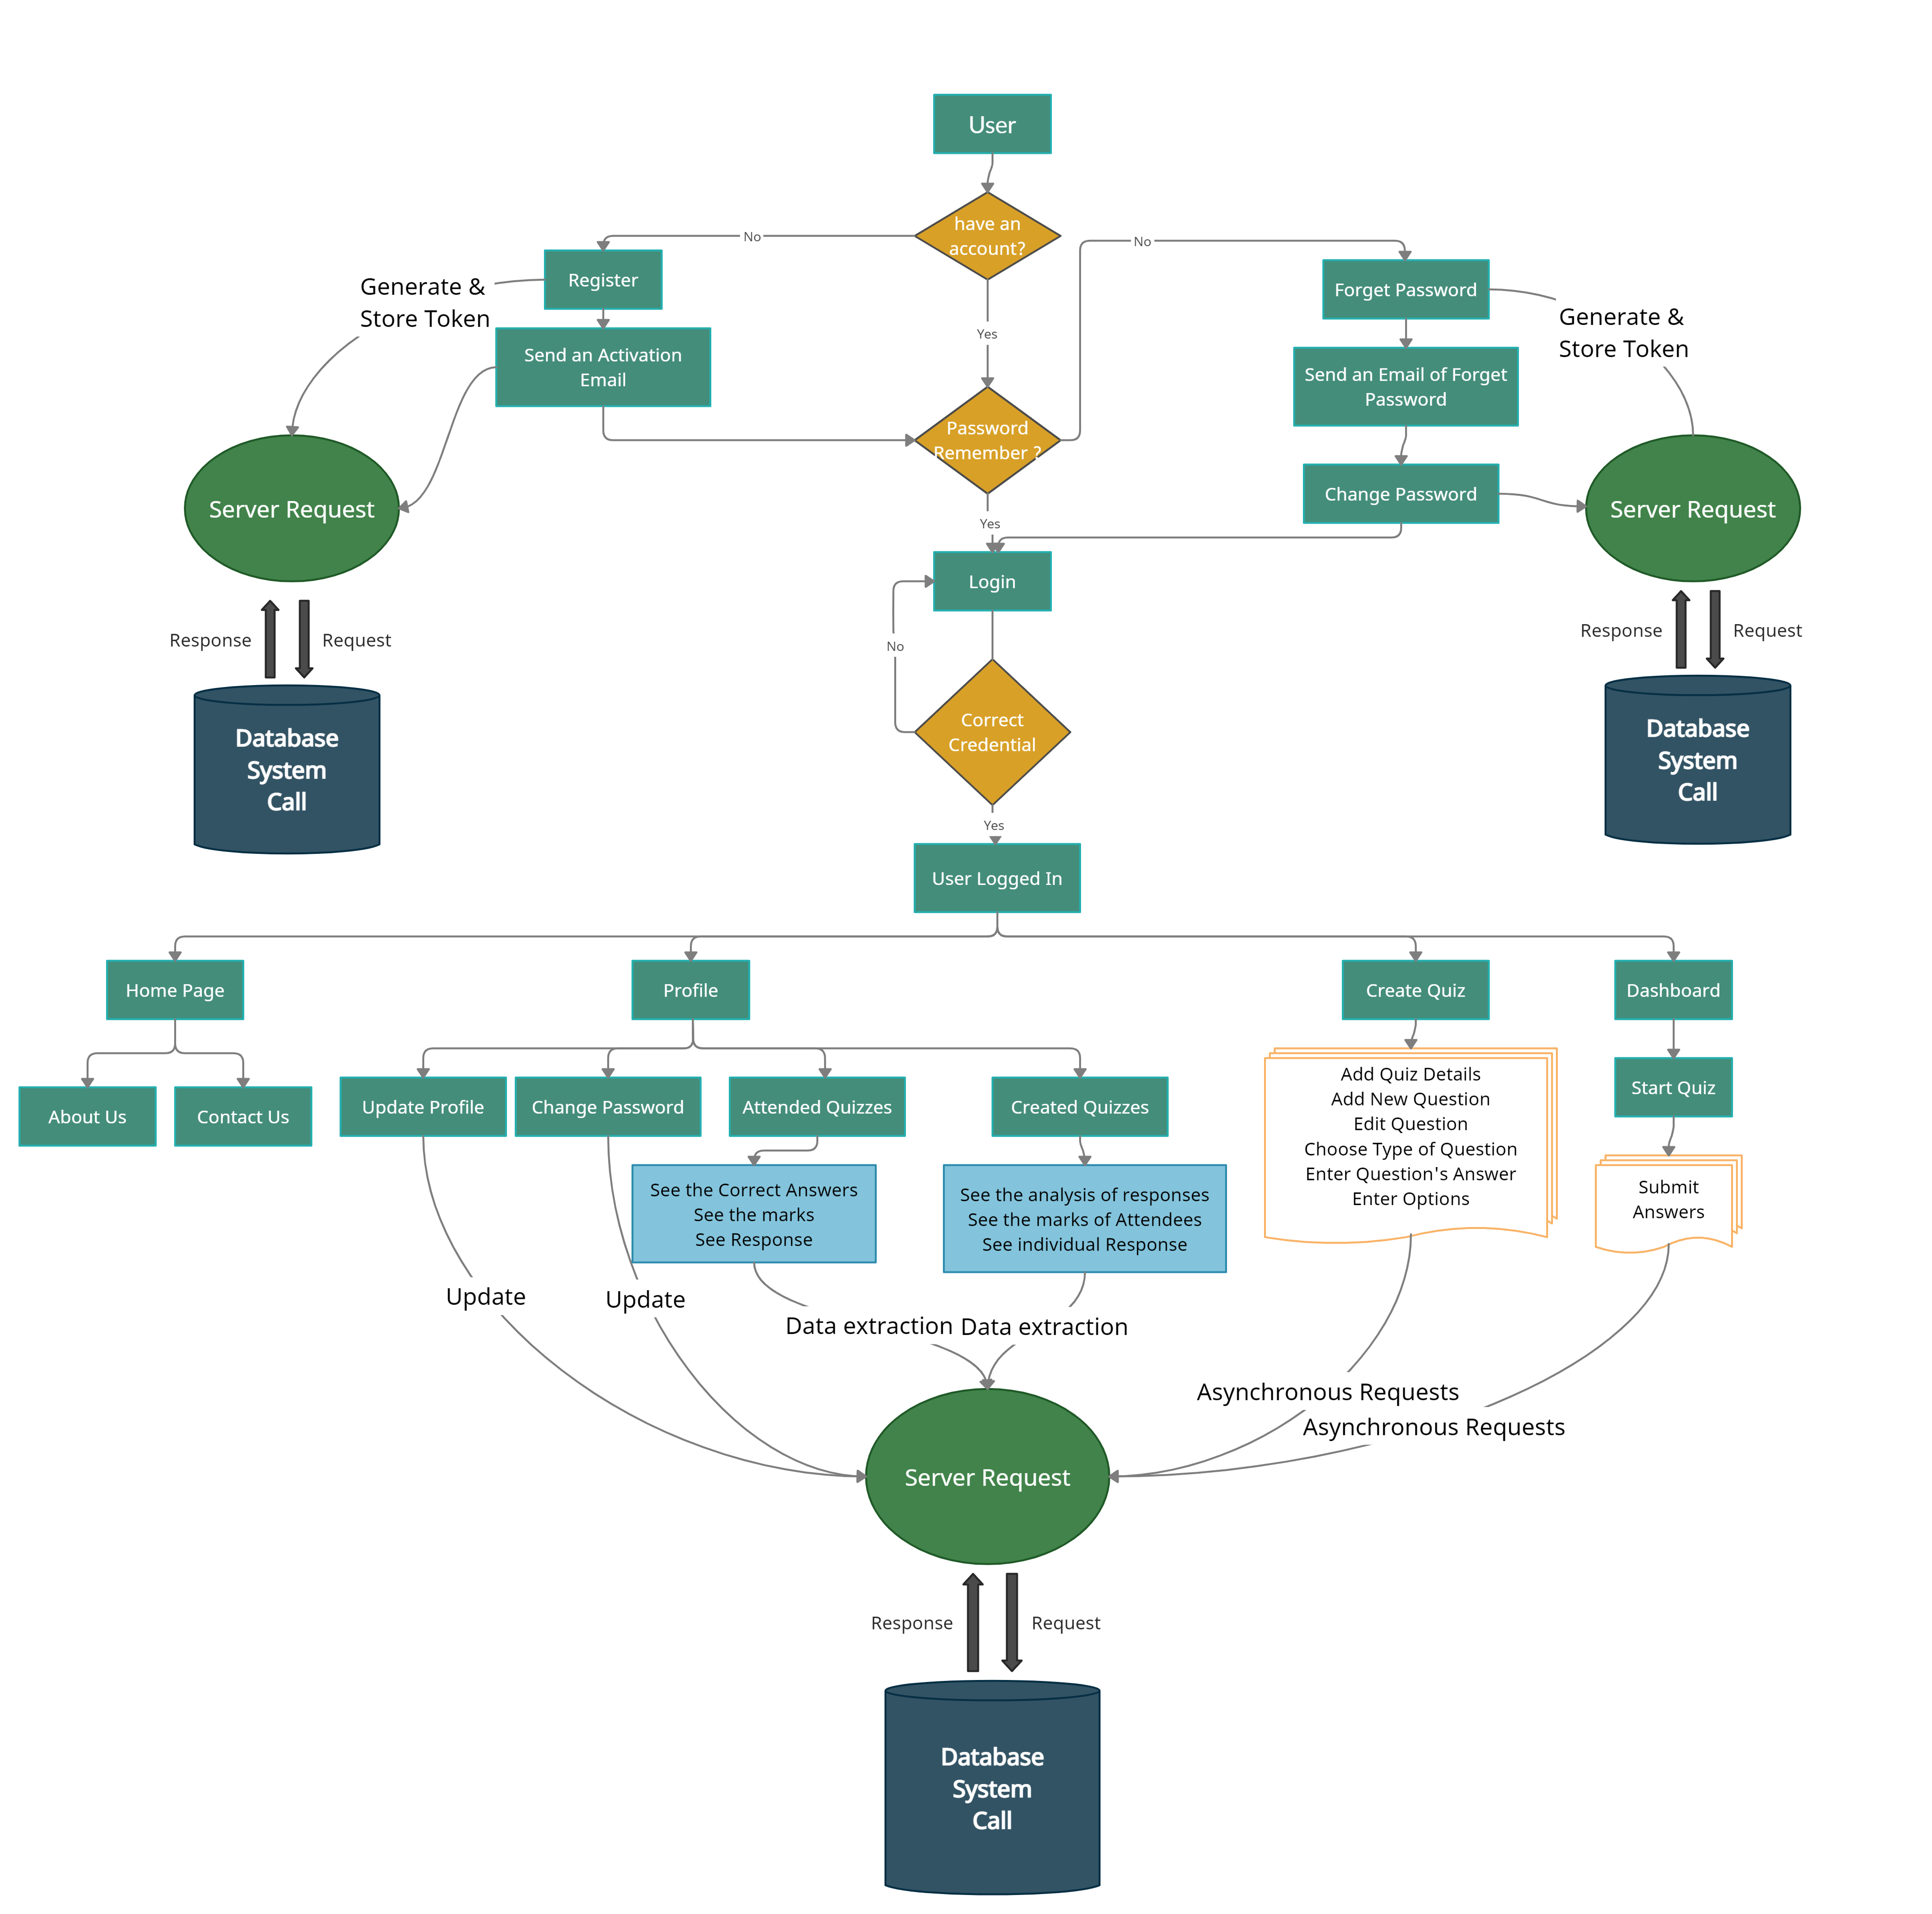 User
have an
account?
No
No
Register
Generate &
Store Token
Forget Password
Generate &
Store Token
Yes
Send an Activation
Email
Send an Email of Forget
Password
Password
Remember ?
Server Request
Change Password
Server Request
Yes
Login
Response
Request
No
Response
Request
Database
System
Call
Correct
Credential
Database
System
Call
Yes
User Logged In
Home Page
Profile
Create Quiz
Dashboard
About Us
Contact Us
Update Profile
Change Password
Attended Quizzes
Created Quizzes
Add Quiz Details
Add New Question
Edit Question
Choose Type of Question
Enter Question's Answer
Enter Options
Start Quiz
See the Correct Answers
See the marks
See Response
See the analysis of responses
See the marks of Attendees
See individual Response
Submit
Answers
Update
Update
Data extraction
Data extraction
Asynchronous Requests
Asynchronous Requests
Server Request
Response
Request
Database
System
Call